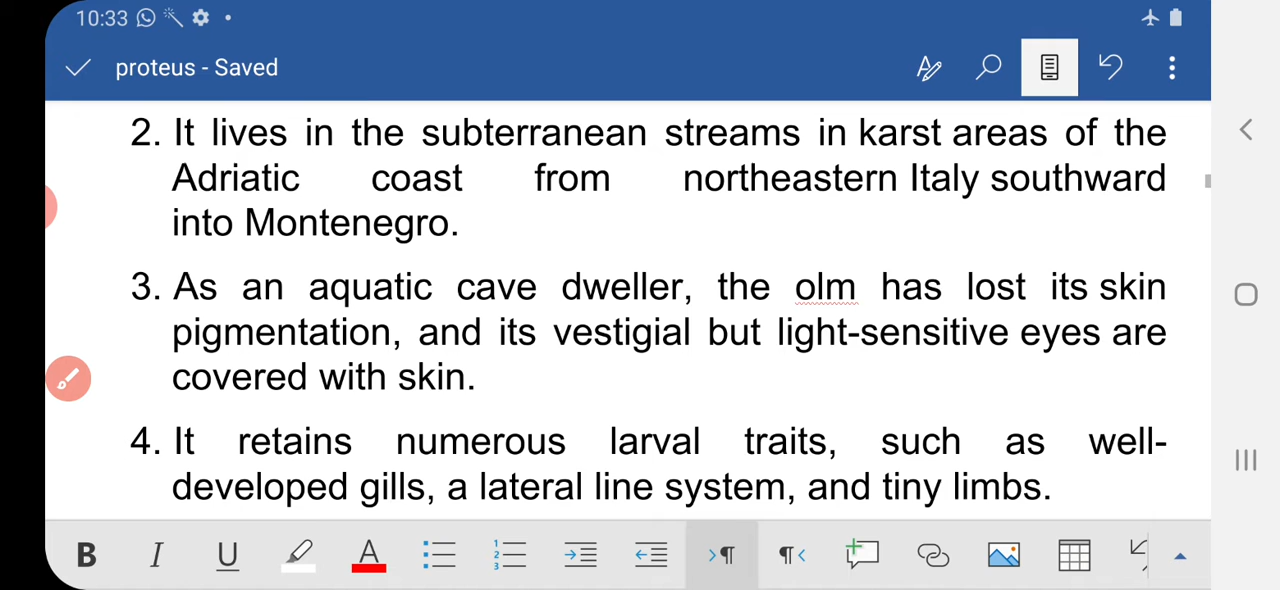 10:33
proteus - Saved
2. It lives in the subterranean streams in karst areas of the
Adriatic coast from northeastern Italy southward
into Montenegro.
3. As an aquatic cave dweller, the olm has lost its skin
pigmentation, and its vestigial but light-sensitive eyes are
covered with skin.
4. It retains numerous larval traits, such as well-
developed gills, a lateral line system, and tiny limbs.
B I U A